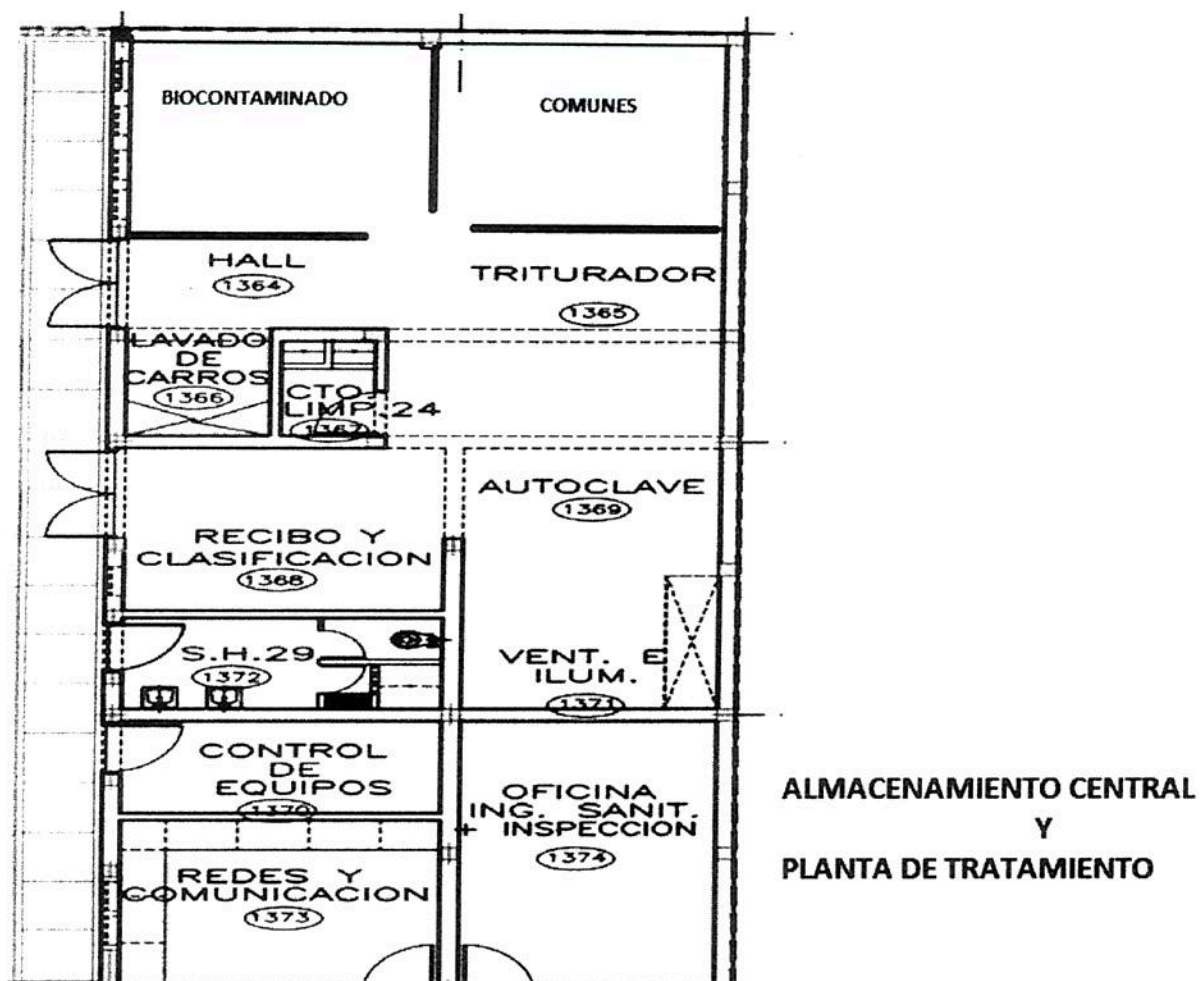 BIOCONTAMINADO
COMUNES
HALL
1364
TRITURADOR
1365
LAVADO
DE
CARROS
1366
CTO.
LIMP.24
1367
AUTOCLAVE
1369
RECIBO Y
CLASIFICACION
1368
S.H.29
1372
VENT. E
ILUM.
1371
CONTROL
DE
EQUIPOS
1370
OFICINA
ING. SANIT.
INSPECCION
1374
REDES Y
COMUNICACION
1373
ALMACENAMIENTO CENTRAL
Y
PLANTA DE TRATAMIENTO